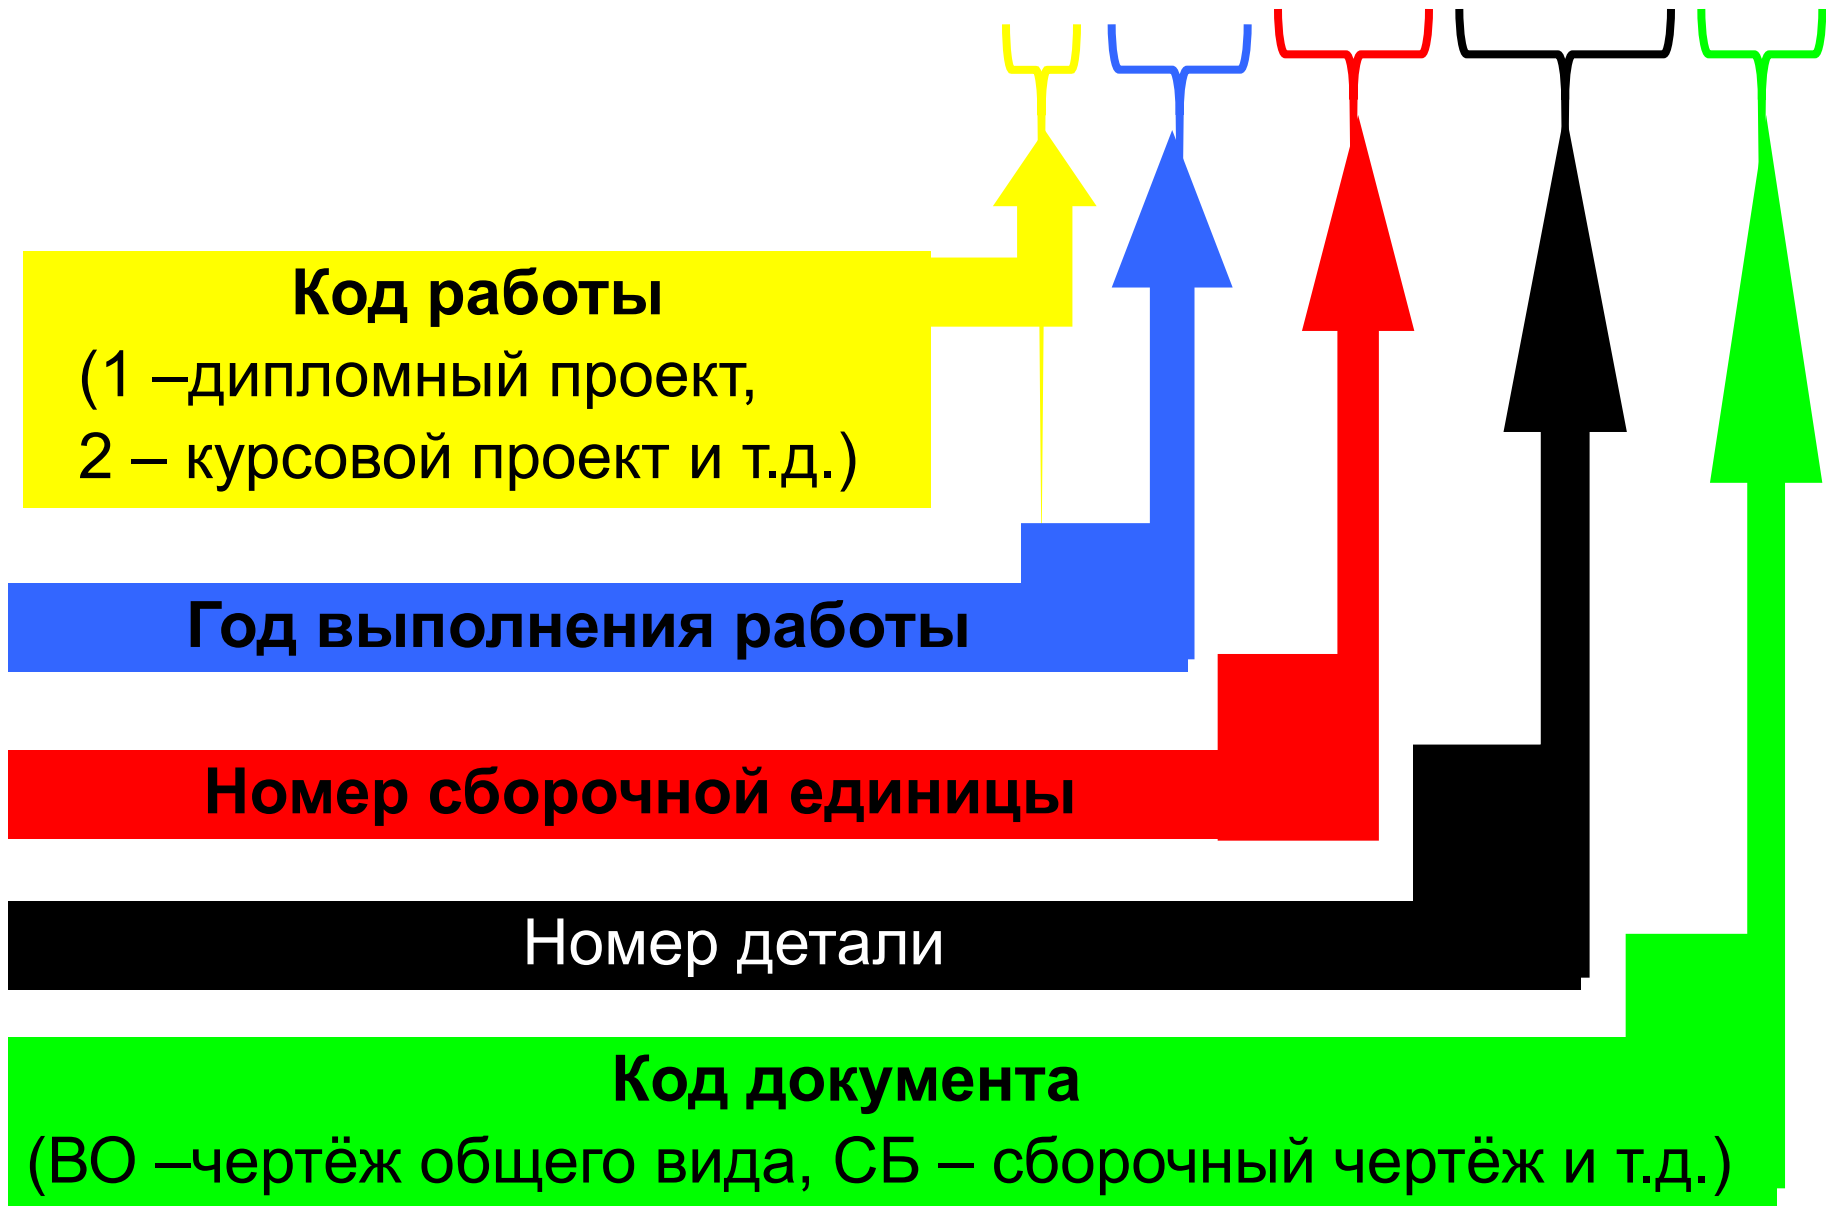 Код работы
(1 –дипломный проект,
2 – курсовой проект и т.д.)
Год выполнения работы
Номер сборочной единицы
Номер детали
Код документа
(ВО –чертёж общего вида, СБ – сборочный чертёж и т.д.)